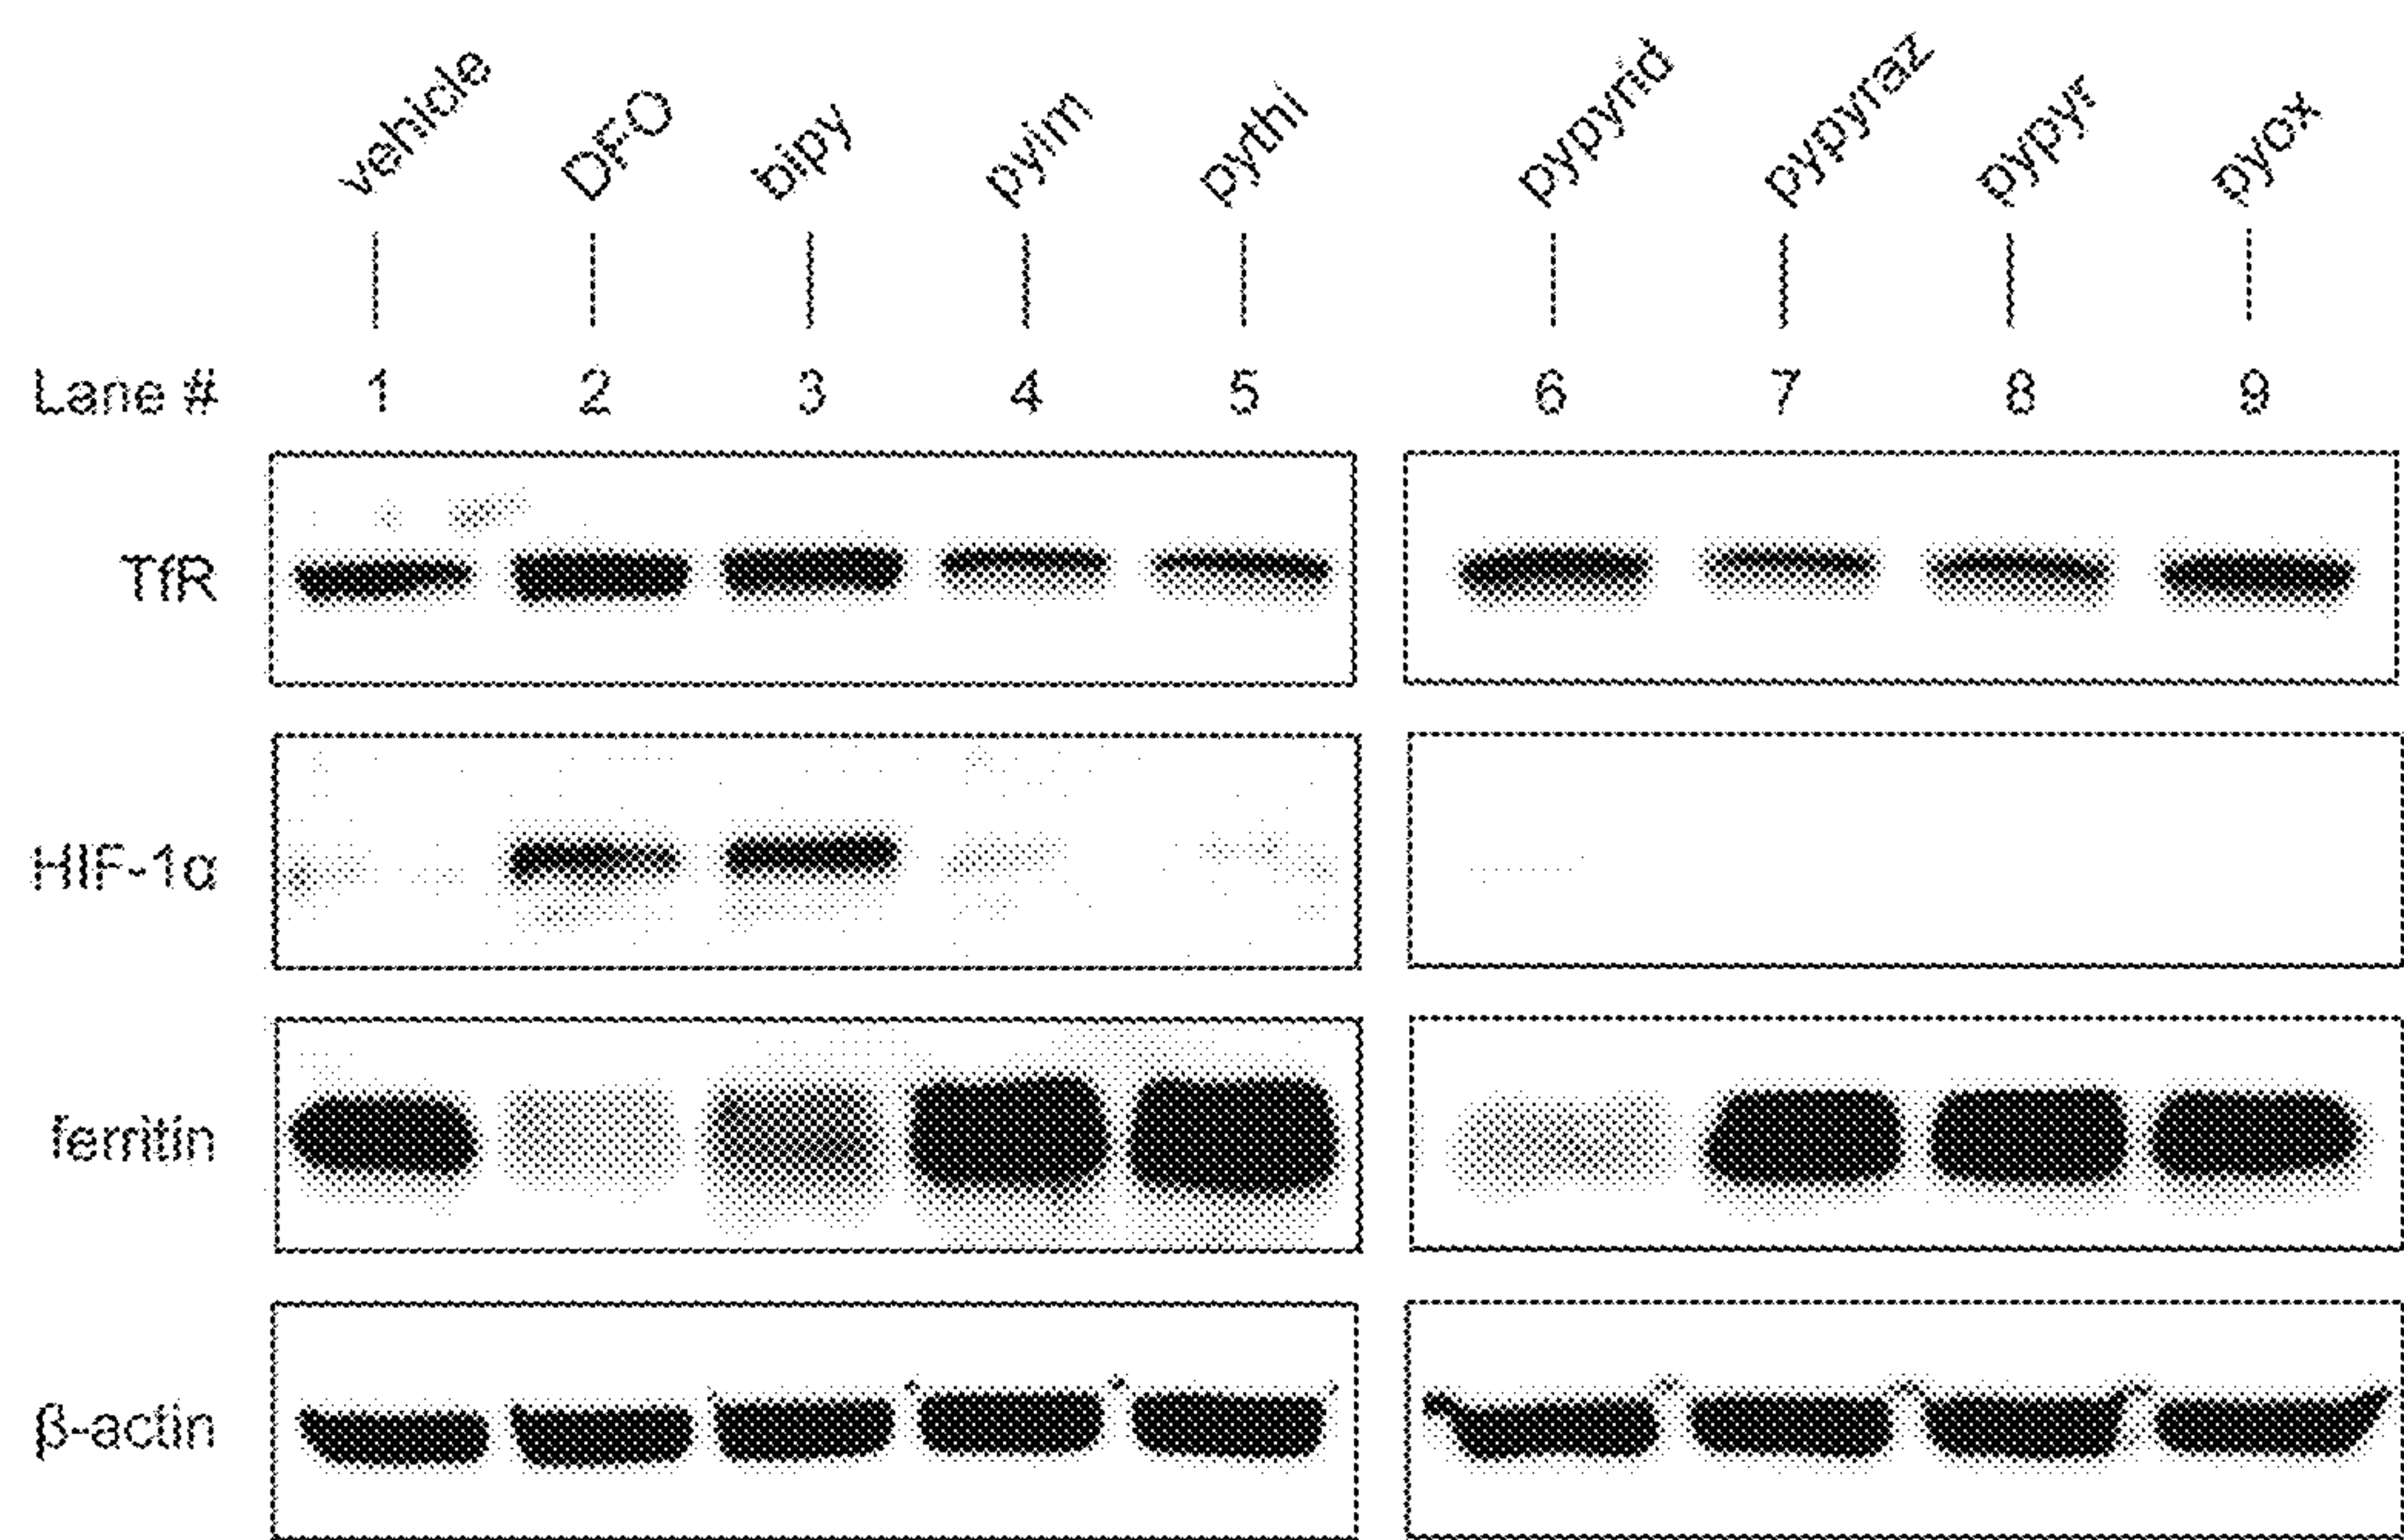 vehicle DFO bipy pyim pythi pypyrid pypyraz pypyr pyox
Lane # 1 2 3 4 5 6 7 8 9
TfR
HIF-1α
ferritin
β-actin